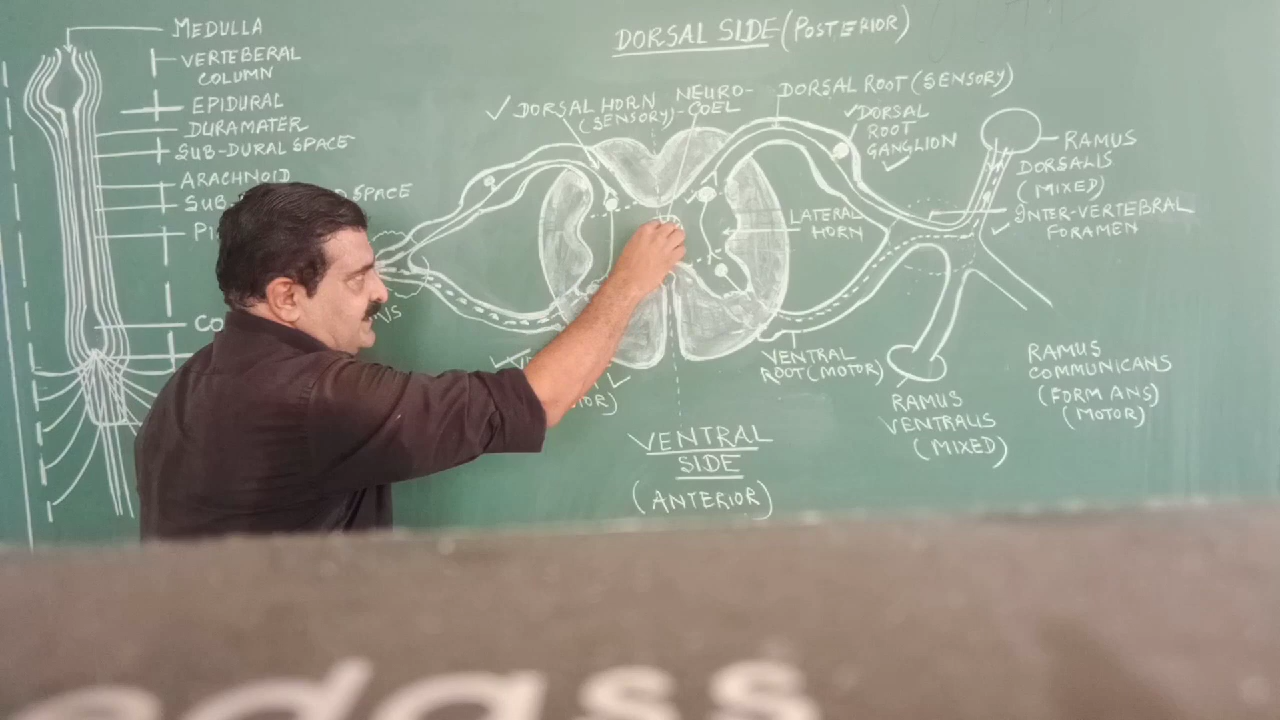 MEDULLA
VERTEBERAL
COLUMN
EPIDURAL
DURAMATER
SUB-DURAL SPACE
ARACHNOID
SUB-
SPACE
DORSAL SIDE (POSTERIOR)
✓ DORSAL HORN
(SENSORY)
NEURO-
COEL
DORSAL ROOT (SENSORY)
✓DORSAL
ROOT
GANGLION
RAMUS
DORSALIS
(MIXED)
INTER-VERTEBRAL
FORAMEN
LATERAL
HORN
VENTRAL
ROOT (MOTOR)
RAMUS
VENTRALIS
(MIXED)
RAMUS
COMMUNICANS
(FORM ANS)
(MOTOR)
VENTRAL
SIDE
(ANTERIOR)